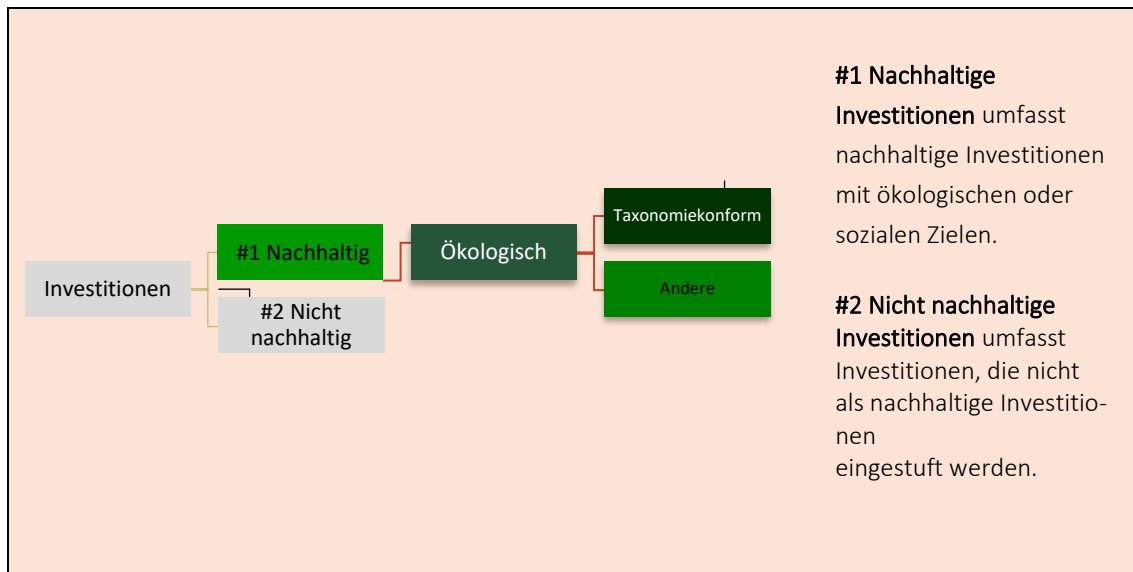 Investitionen
#1 Nachhaltig
#2 Nicht
nachhaltig
Ökologisch
Taxonomiekonform
Andere
#1 Nachhaltige
Investitionen umfasst
nachhaltige Investitionen
mit ökologischen oder
sozialen Zielen.
#2 Nicht nachhaltige
Investitionen umfasst
Investitionen, die nicht
als nachhaltige Investitio-
nen
eingestuft werden.